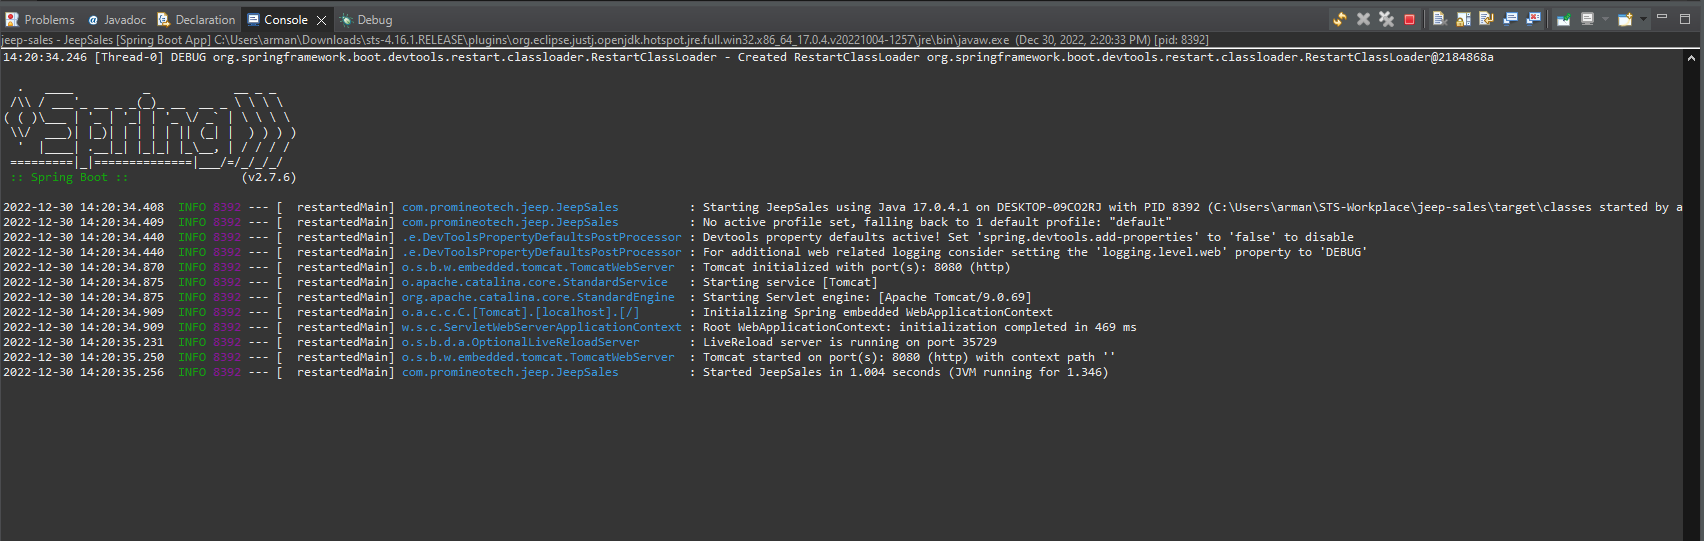 Problems Javadoc Declaration Console Debug
jeep-sales - JeepSales [Spring Boot App] C:\Users\arman\Downloads\sts-4.16.1.RELEASE\plugins\org.eclipse.justj.openjdk.hotspot.jre.full.win32.x86_64_17.0.4.v20221004-1257\jre\bin\javaw.exe (Dec 30, 2022, 2:20:33 PM) [pid: 8392]
14:20:34.246 [Thread-0] DEBUG org.springframework.boot.devtools.restart.classloader.RestartClassLoader - Created RestartClassLoader org.springframework.boot.devtools.restart.classloader.RestartClassLoader@2184868a
  .   ____          _            __ _ _
 /\\ / ___'_ __ _ _(_)_ __  __ _ \ \ \ \
( ( )\___ | '_ | '_| | '_ \/ _` | \ \ \ \
 \\/  ___)| |_)| | | | | || (_| |  ) ) ) )
  '  |____| .__|_| |_|_| |_\__, | / / / /
 =========|_|==============|___/=/_/_/_/
 :: Spring Boot ::                (v2.7.6)
2022-12-30 14:20:34.408  INFO 8392 --- [  restartedMain] com.promineotech.jeep.JeepSales          : Starting JeepSales using Java 17.0.4.1 on DESKTOP-09CO2RJ with PID 8392 (C:\Users\arman\STS-Workplace\jeep-sales\target\classes started by a
2022-12-30 14:20:34.409  INFO 8392 --- [  restartedMain] com.promineotech.jeep.JeepSales          : No active profile set, falling back to 1 default profile: "default"
2022-12-30 14:20:34.440  INFO 8392 --- [  restartedMain] .e.DevToolsPropertyDefaultsPostProcessor : Devtools property defaults active! Set 'spring.devtools.add-properties' to 'false' to disable
2022-12-30 14:20:34.440  INFO 8392 --- [  restartedMain] .e.DevToolsPropertyDefaultsPostProcessor : For additional web related logging consider setting the 'logging.level.web' property to 'DEBUG'
2022-12-30 14:20:34.870  INFO 8392 --- [  restartedMain] o.s.b.w.embedded.tomcat.TomcatWebServer  : Tomcat initialized with port(s): 8080 (http)
2022-12-30 14:20:34.875  INFO 8392 --- [  restartedMain] o.apache.catalina.core.StandardService   : Starting service [Tomcat]
2022-12-30 14:20:34.875  INFO 8392 --- [  restartedMain] org.apache.catalina.core.StandardEngine  : Starting Servlet engine: [Apache Tomcat/9.0.69]
2022-12-30 14:20:34.909  INFO 8392 --- [  restartedMain] o.a.c.c.C.[Tomcat].[localhost].[/]       : Initializing Spring embedded WebApplicationContext
2022-12-30 14:20:34.909  INFO 8392 --- [  restartedMain] w.s.c.ServletWebServerApplicationContext : Root WebApplicationContext: initialization completed in 469 ms
2022-12-30 14:20:35.231  INFO 8392 --- [  restartedMain] o.s.b.d.a.OptionalLiveReloadServer       : LiveReload server is running on port 35729
2022-12-30 14:20:35.250  INFO 8392 --- [  restartedMain] o.s.b.w.embedded.tomcat.TomcatWebServer  : Tomcat started on port(s): 8080 (http) with context path ''
2022-12-30 14:20:35.256  INFO 8392 --- [  restartedMain] com.promineotech.jeep.JeepSales          : Started JeepSales in 1.004 seconds (JVM running for 1.346)